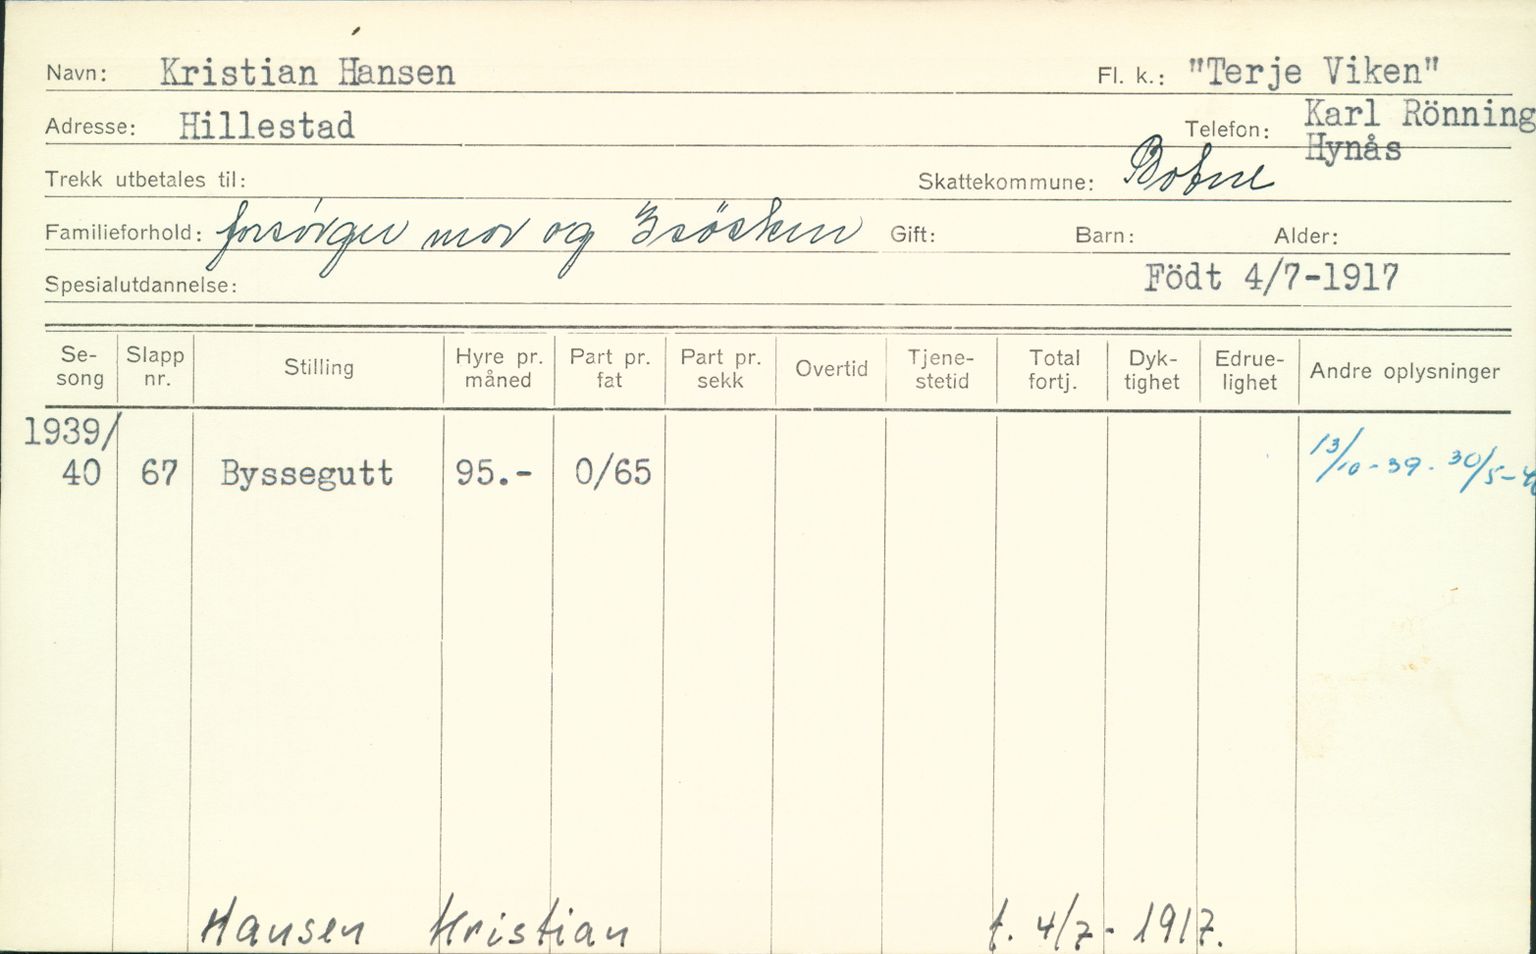 Navn: Kristian Hansen Fl. k.: "Terje Viken"
Adresse: Hillestad Telefon: Karl Rönning
Hynås
Trekk utbetales til: Skattekommune: Botne
Familieforhold: forsörger mor og 3 sösken Gift: Barn: Alder:
Spesialutdannelse: Födt 4/7-1917
Se-song Slapp nr. Stilling Hyre pr. måned Part pr. fat Part pr. sekk Overtid Tjene-stetid Total fortj. Dyk-tighet Edrue-lighet Andre oplysninger
1939/
40 67 Byssegutt 95.- 0/65 13/10-39 - 30/5-40
Hansen Kristian f. 4/7-1917.